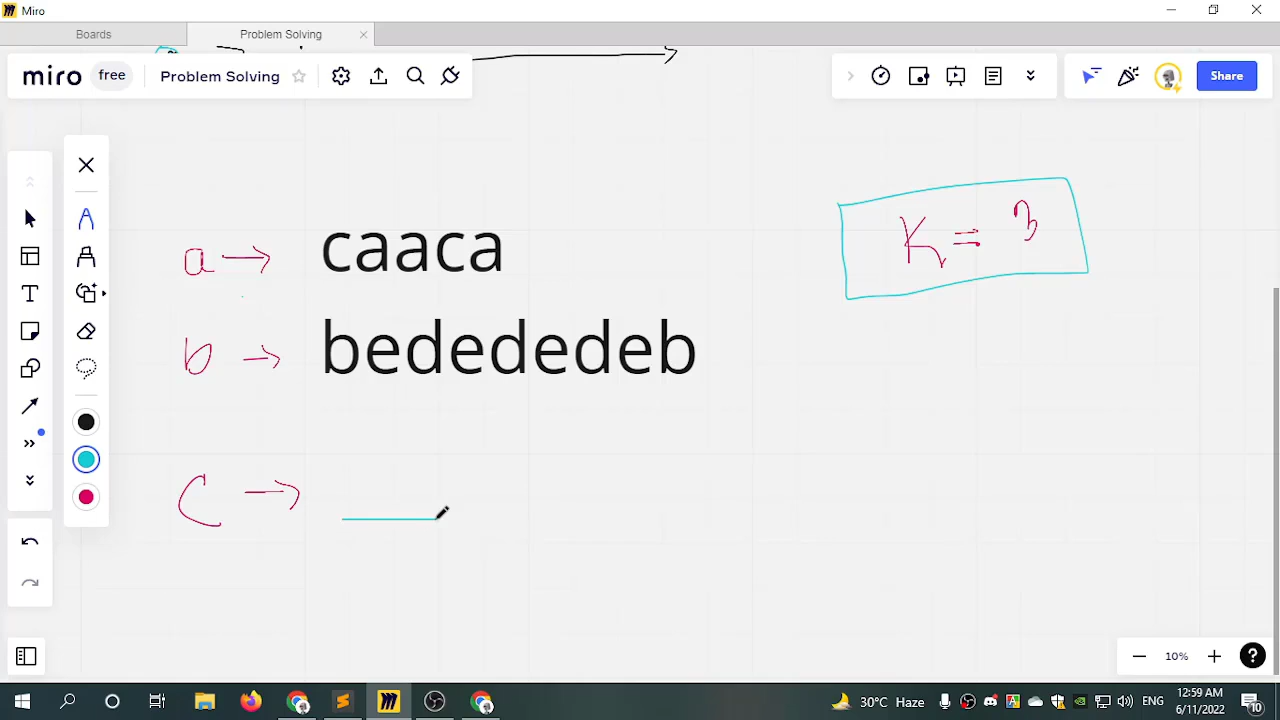 Miro
Boards
Problem Solving
miro
free
Problem Solving
Share
a → caaca
K = 3
b → bedededeb
C →
10%
30°C Haze
ENG
12:59 AM
6/11/2022
10